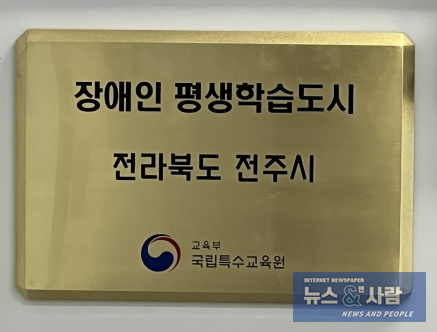 장애인 평생학습도시
전라북도 전주시
교육부
국립특수교육원
INTERNET NEWSPAPER
뉴스&앤사람
NEWS AND PEOPLE